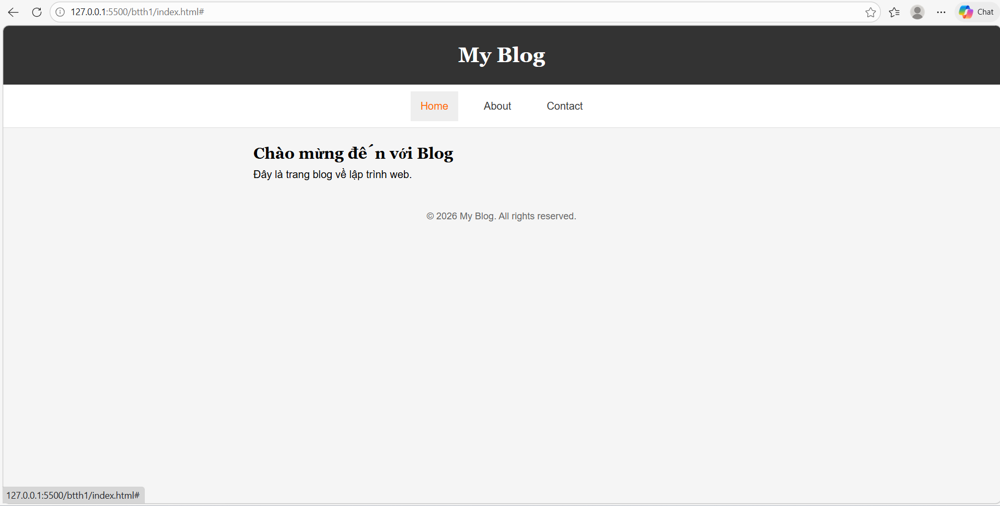 127.0.0.1:5500/btth1/index.html#
Chat
My Blog
Home About Contact
Chào mừng đến với Blog
Đây là trang blog về lập trình web.
© 2026 My Blog. All rights reserved.
127.0.0.1:5500/btth1/index.html#